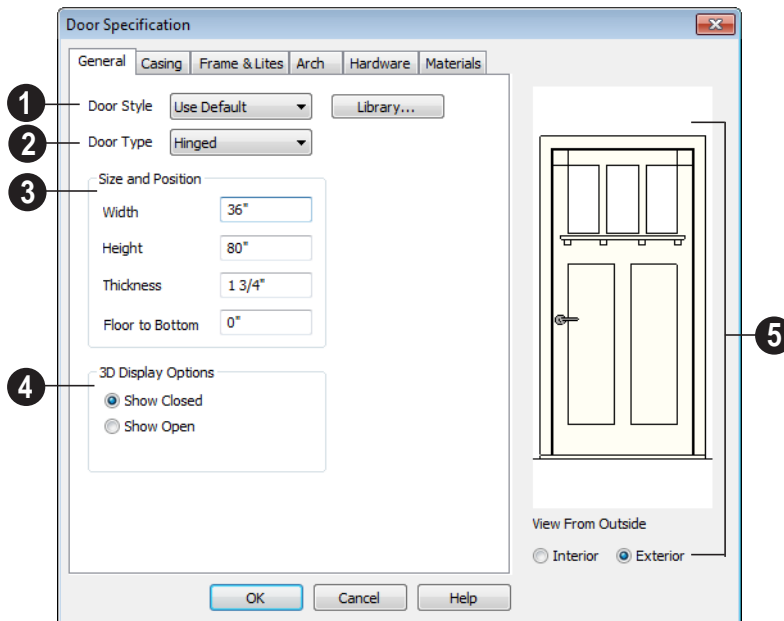 Door Specification
General Casing Frame & Lites Arch Hardware Materials
1 Door Style Use Default Library...
2 Door Type Hinged
3 Size and Position
Width 36"
Height 80"
Thickness 1 3/4"
Floor to Bottom 0"
4 3D Display Options
Show Closed
Show Open
5
View From Outside
Interior Exterior
OK Cancel Help